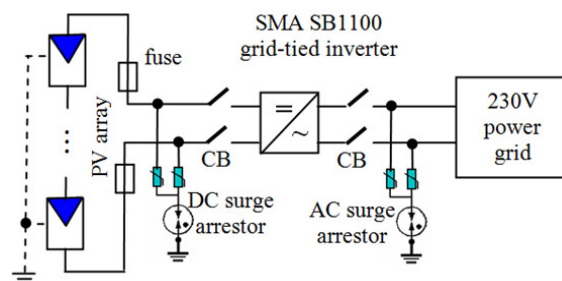 SMA SB1100
grid-tied inverter
fuse
PV array
CB
CB
230V
power
grid
DC surge
arrestor
AC surge
arrestor